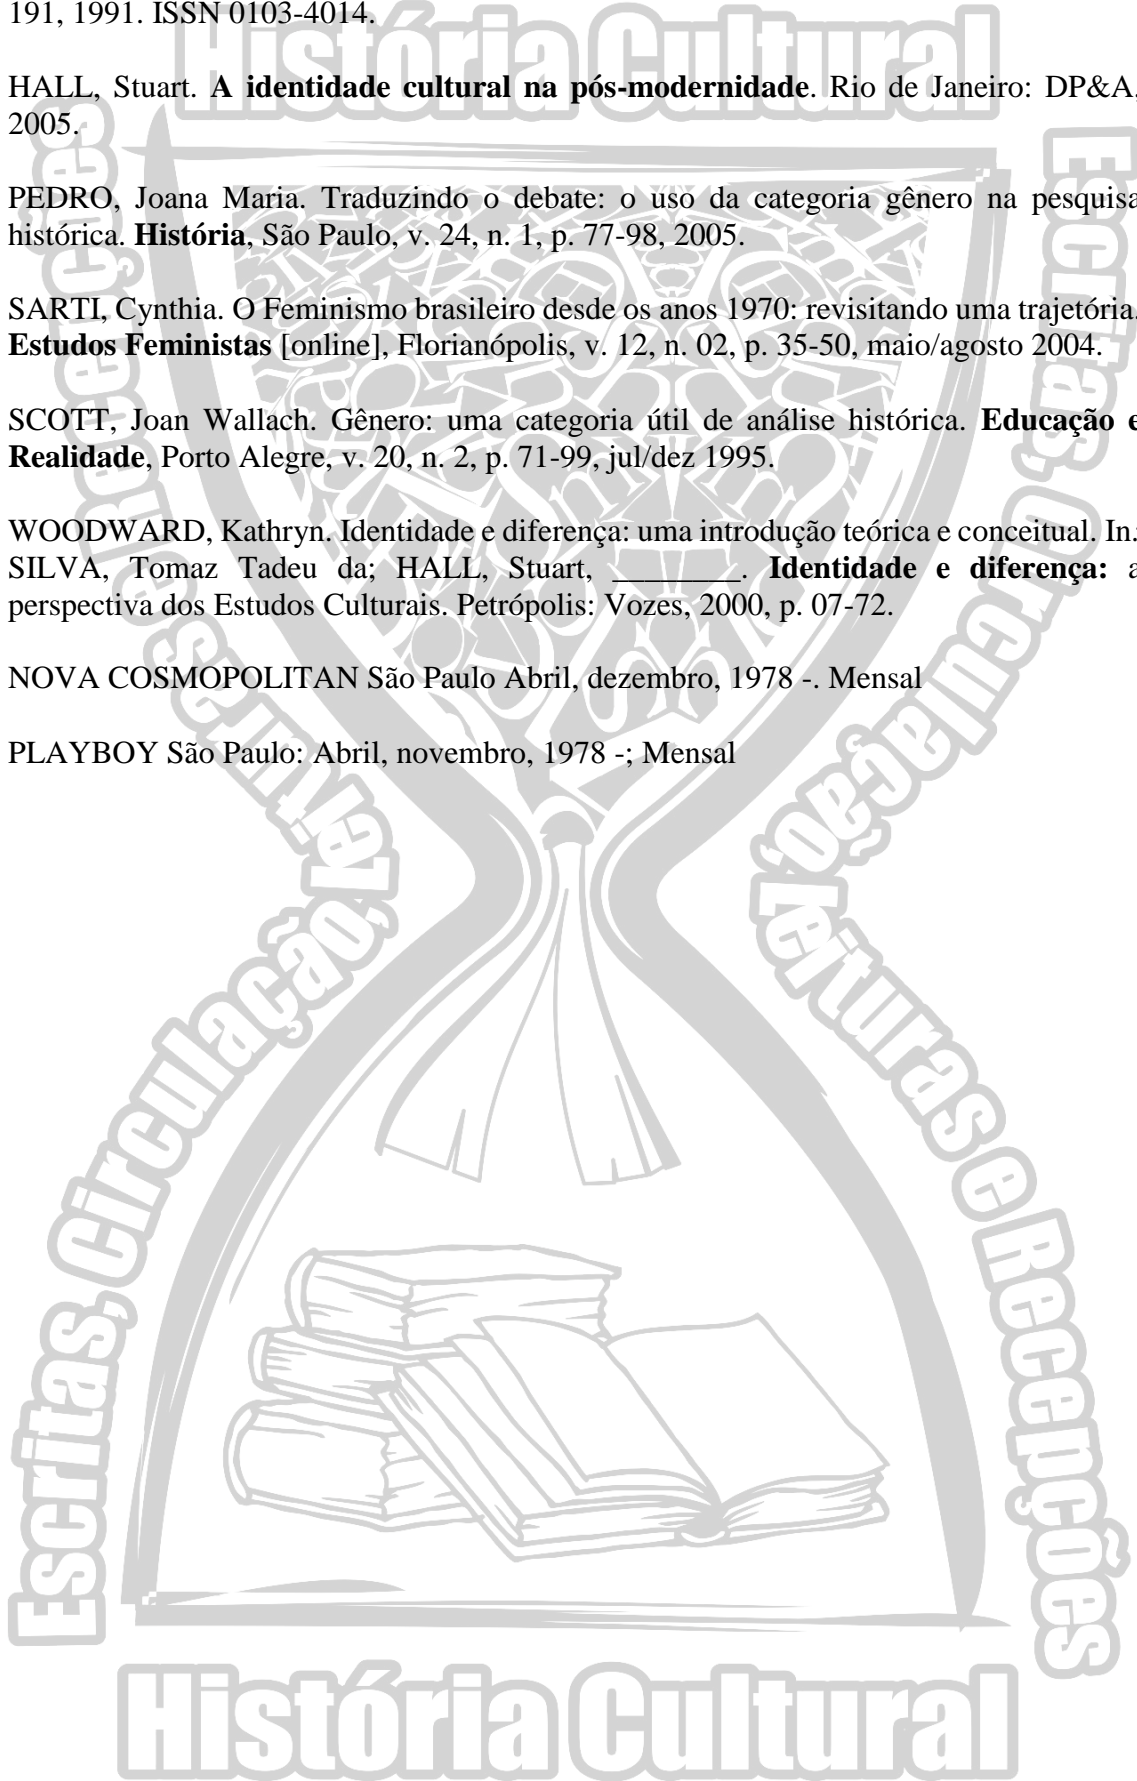 191, 1991. ISSN 0103-4014.
HALL, Stuart. A identidade cultural na pós-modernidade. Rio de Janeiro: DP&A,
2005.
PEDRO, Joana Maria. Traduzindo o debate: o uso da categoria gênero na pesquisa
histórica. História, São Paulo, v. 24, n. 1, p. 77-98, 2005.
SARTI, Cynthia. O Feminismo brasileiro desde os anos 1970: revisitando uma trajetória.
Estudos Feministas [online], Florianópolis, v. 12, n. 02, p. 35-50, maio/agosto 2004.
SCOTT, Joan Wallach. Gênero: uma categoria útil de análise histórica. Educação e
Realidade, Porto Alegre, v. 20, n. 2, p. 71-99, jul/dez 1995.
WOODWARD, Kathryn. Identidade e diferença: uma introdução teórica e conceitual. In.:
SILVA, Tomaz Tadeu da; HALL, Stuart, ________. Identidade e diferença: a
perspectiva dos Estudos Culturais. Petrópolis: Vozes, 2000, p. 07-72.
NOVA COSMOPOLITAN São Paulo Abril, dezembro, 1978 -. Mensal
PLAYBOY São Paulo: Abril, novembro, 1978 -; Mensal
História Cultural
Escritas, Circulação,
Leituras e Recepções
Escritas, Circulação,
Leituras e Recepções
História Cultural